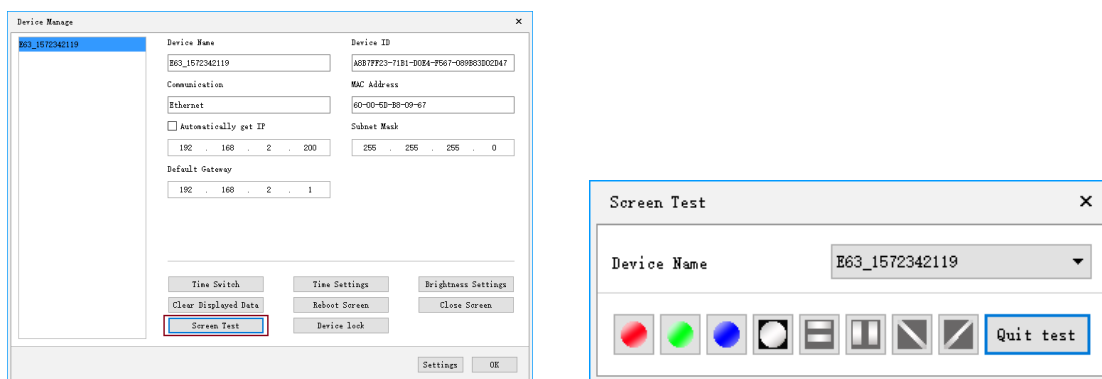 Device Manage
E63_1572342119
Device Name
Device ID
E63_1572342119
A8B7FF23-71B1-D0E4-F567-089B83D02D47
Communication
MAC Address
Ethernet
60-00-5D-B8-09-67
Automatically get IP
Subnet Mask
192 . 168 . 2 . 200
255 . 255 . 255 . 0
Default Gateway
192 . 168 . 2 . 1
Time Switch
Time Settings
Brightness Settings
Clear Displayed Data
Reboot Screen
Close Screen
Screen Test
Device lock
Settings
OK
Screen Test
Device Name
E63_1572342119
Quit test